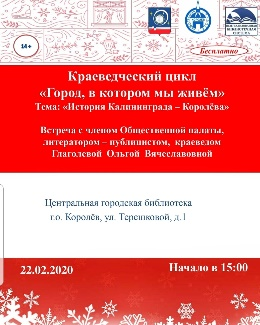 14+
Бесплатно
Краеведческий цикл
«Город, в котором мы живём»
Тема: «История Калининграда – Королёва»
Встреча с членом Общественной палаты,
литератором – публицистом, краеведом
Глаголевой Ольгой Вячеславовной
Центральная городская библиотека
г.о. Королёв, ул. Терешковой, д.1
22.02.2020
Начало в 15:00